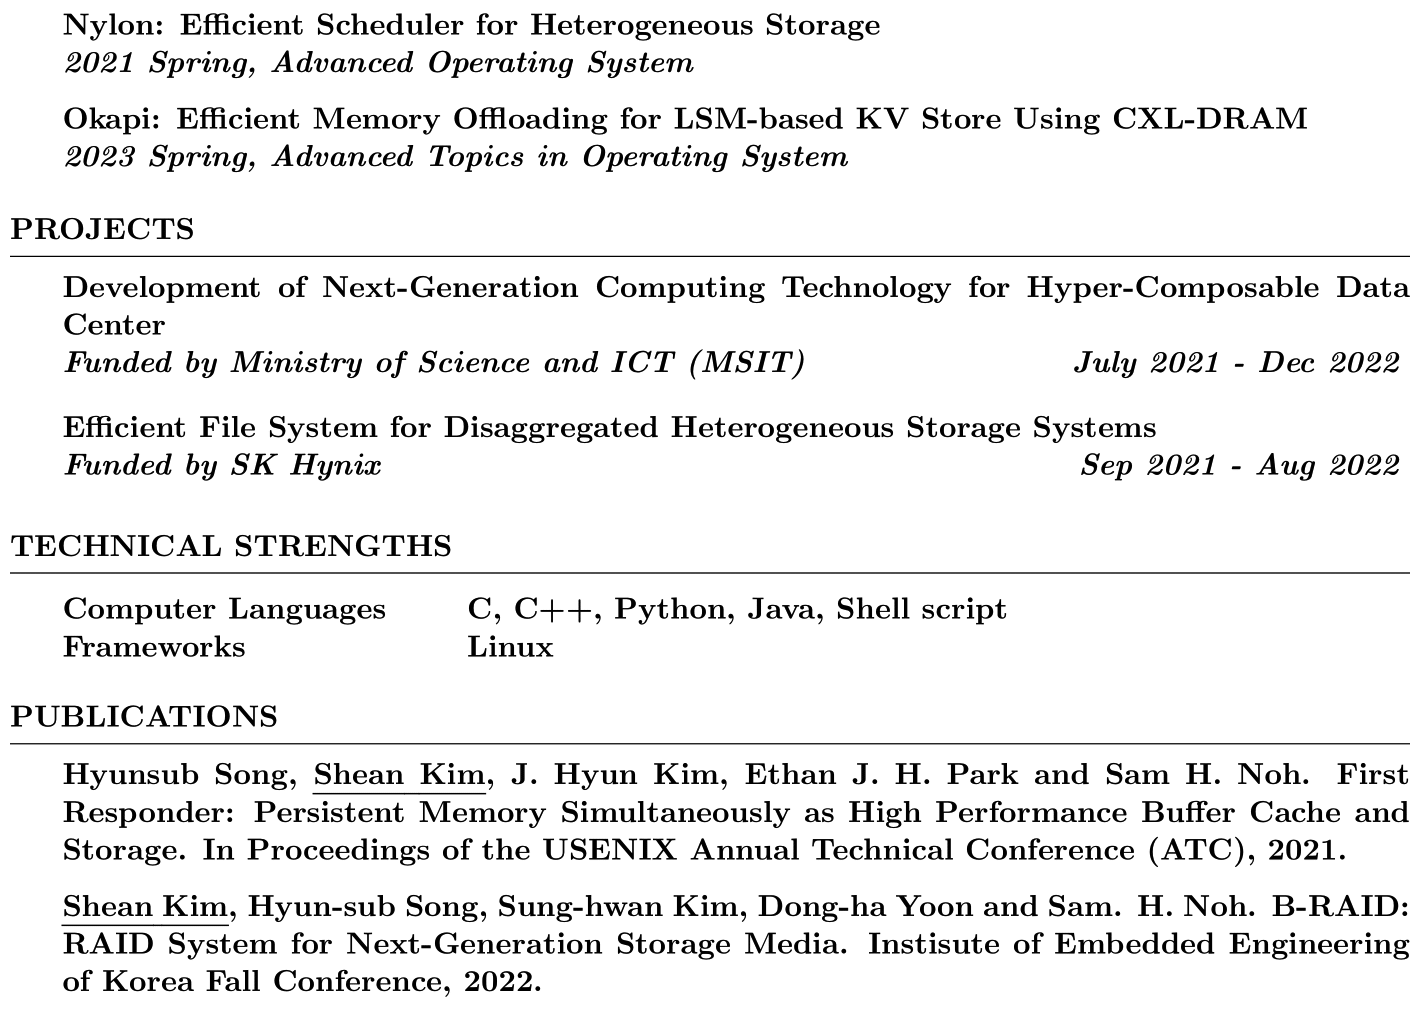 Nylon: Efficient Scheduler for Heterogeneous Storage
2021 Spring, Advanced Operating System
Okapi: Efficient Memory Offloading for LSM-based KV Store Using CXL-DRAM
2023 Spring, Advanced Topics in Operating System
PROJECTS
Development of Next-Generation Computing Technology for Hyper-Composable Data
Center
Funded by Ministry of Science and ICT (MSIT) July 2021 - Dec 2022
Efficient File System for Disaggregated Heterogeneous Storage Systems
Funded by SK Hynix Sep 2021 - Aug 2022
TECHNICAL STRENGTHS
Computer Languages C, C++, Python, Java, Shell script
Frameworks Linux
PUBLICATIONS
Hyunsub Song, Shean Kim, J. Hyun Kim, Ethan J. H. Park and Sam H. Noh. First
Responder: Persistent Memory Simultaneously as High Performance Buffer Cache and
Storage. In Proceedings of the USENIX Annual Technical Conference (ATC), 2021.
Shean Kim, Hyun-sub Song, Sung-hwan Kim, Dong-ha Yoon and Sam. H. Noh. B-RAID:
RAID System for Next-Generation Storage Media. Instisute of Embedded Engineering
of Korea Fall Conference, 2022.